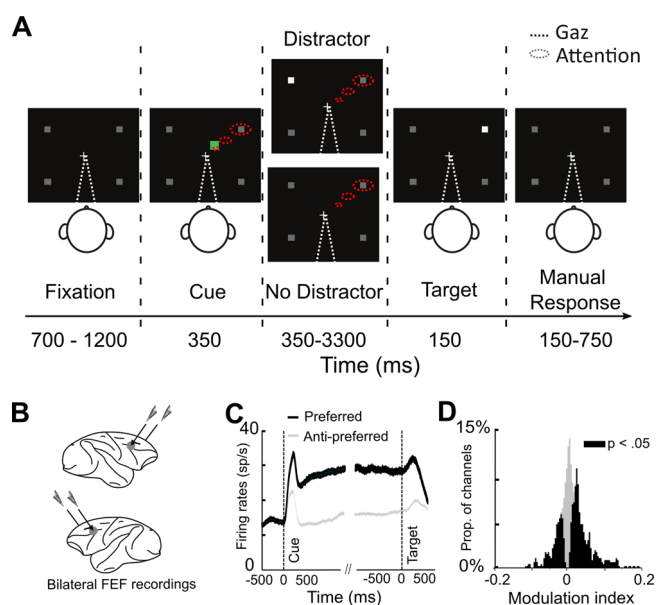 A
Distractor
Gaz
Attention
Fixation
Cue
No Distractor
Target
Manual
Response
700 - 1200
350
350-3300
150
150-750
Time (ms)
B
Bilateral FEF recordings
C
Preferred
Anti-preferred
Firing rates (sp/s)
40
20
0
Cue
Target
-500 0 500 // -500 0 500
Time (ms)
D
15%
p < .05
Prop. of channels
0%
-0.2 0 0.2
Modulation index